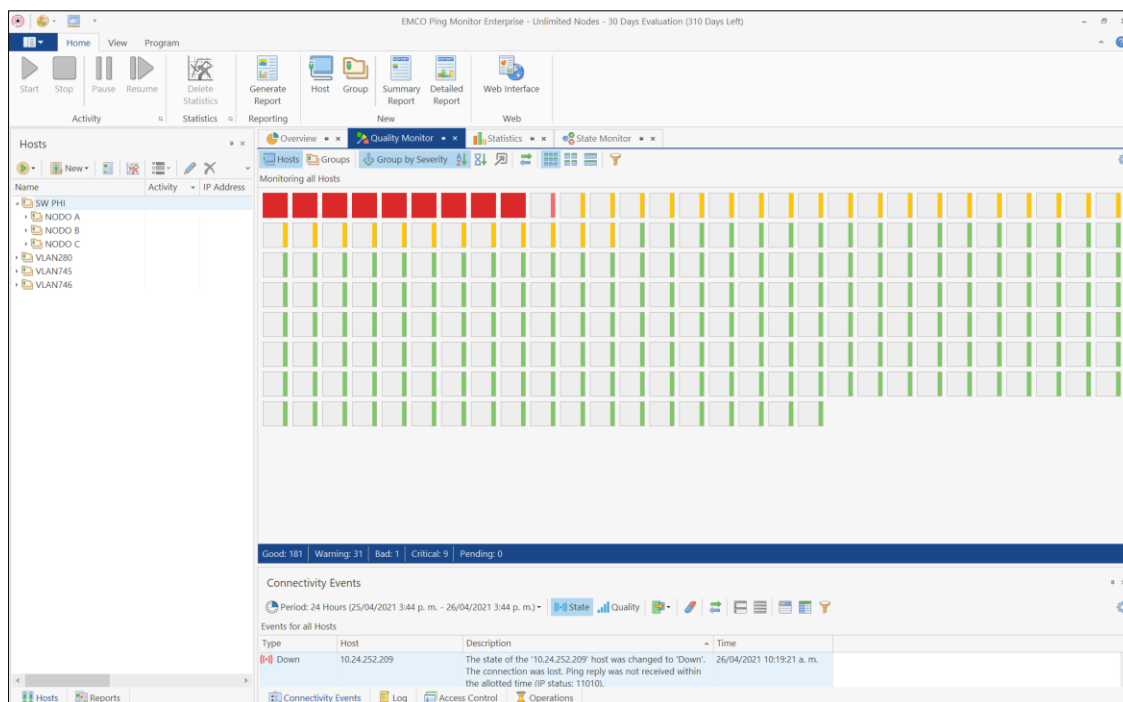 EMCO Ping Monitor Enterprise - Unlimited Nodes - 30 Days Evaluation (310 Days Left)
Home View Program
Start Stop Pause Resume Delete Statistics Generate Report Host Group Summary Report Detailed Report Web Interface
Activity Statistics Reporting New Web
Hosts
Overview Quality Monitor Statistics State Monitor
New
Hosts Groups Group by Severity
Name Activity IP Address
Monitoring all Hosts
SW PHI
NODO A
NODO B
NODO C
VLAN280
VLAN745
VLAN746
Good: 181 Warning: 31 Bad: 1 Critical: 9 Pending: 0
Connectivity Events
Period: 24 Hours (25/04/2021 3:44 p. m. - 26/04/2021 3:44 p. m.) State Quality
Events for all Hosts
Type Host Description Time
Down 10.24.252.209 The state of the '10.24.252.209' host was changed to 'Down'. 26/04/2021 10:19:21 a. m.
The connection was lost. Ping reply was not received within
the allotted time (IP status: 11010).
Hosts Reports Connectivity Events Log Access Control Operations